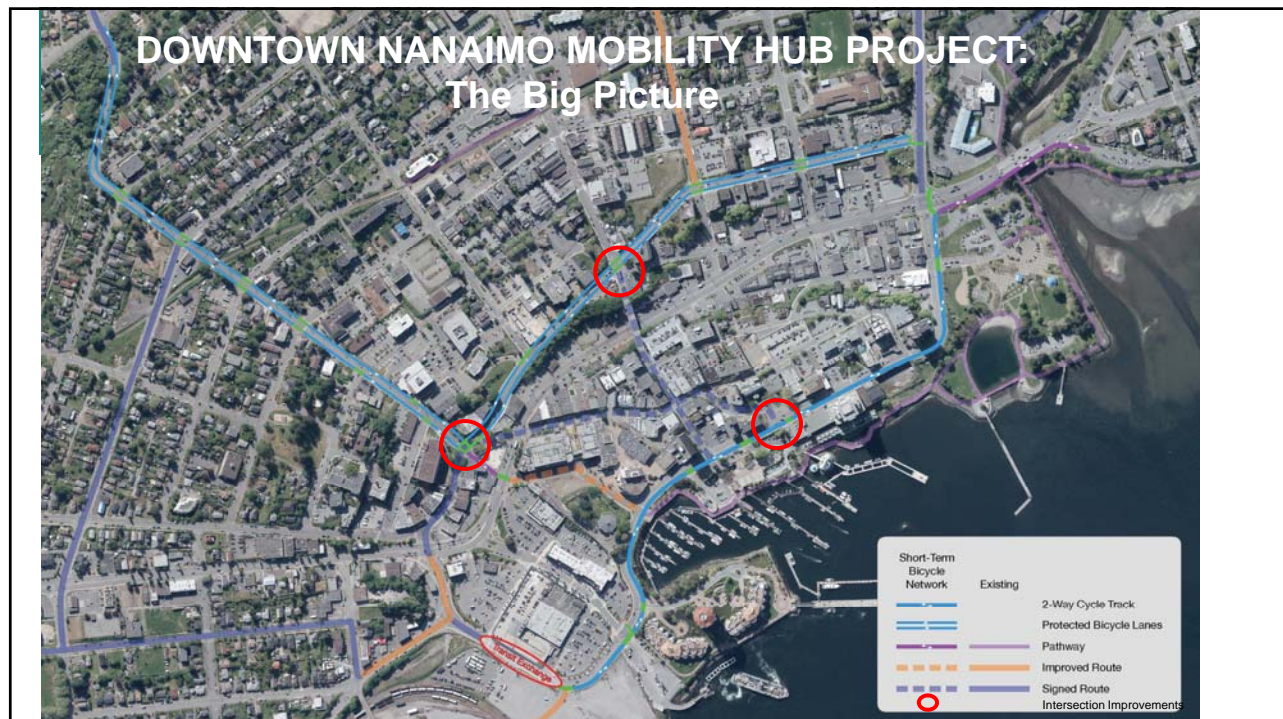 DOWNTOWN NANAIMO MOBILITY HUB PROJECT:
The Big Picture
Transit Exchange
Short-Term
Bicycle
Network
Existing
2-Way Cycle Track
Protected Bicycle Lanes
Pathway
Improved Route
Signed Route
Intersection Improvements